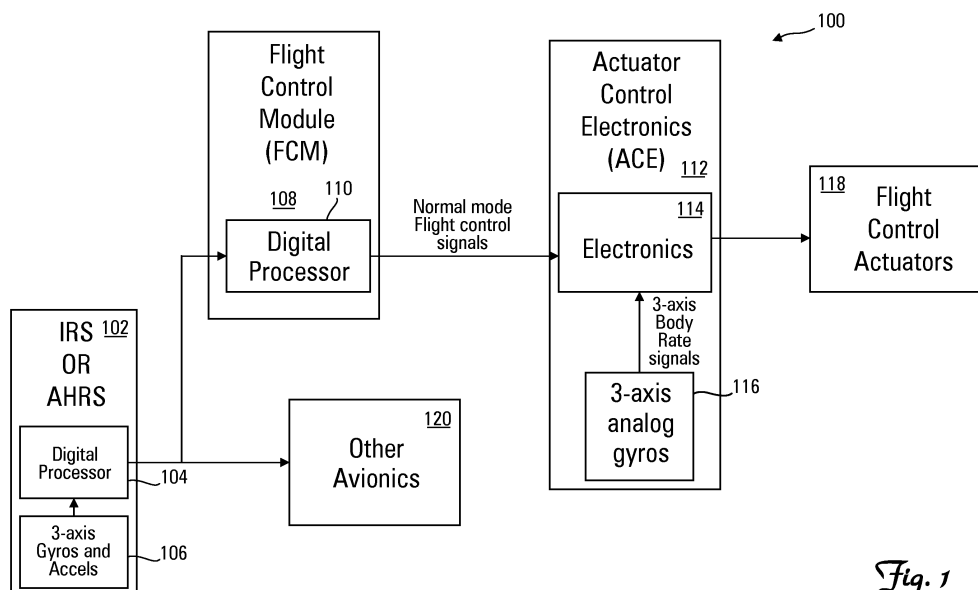 100
Flight
Control
Module
(FCM)
108
110
Digital
Processor
Normal mode
Flight control
signals
Actuator
Control
Electronics
(ACE)
112
114
Electronics
3-axis
Body
Rate
signals
3-axis
analog
gyros
116
118
Flight
Control
Actuators
IRS
102
OR
AHRS
Digital
Processor
104
3-axis
Gyros and
Accels
106
120
Other
Avionics
Fig. 1